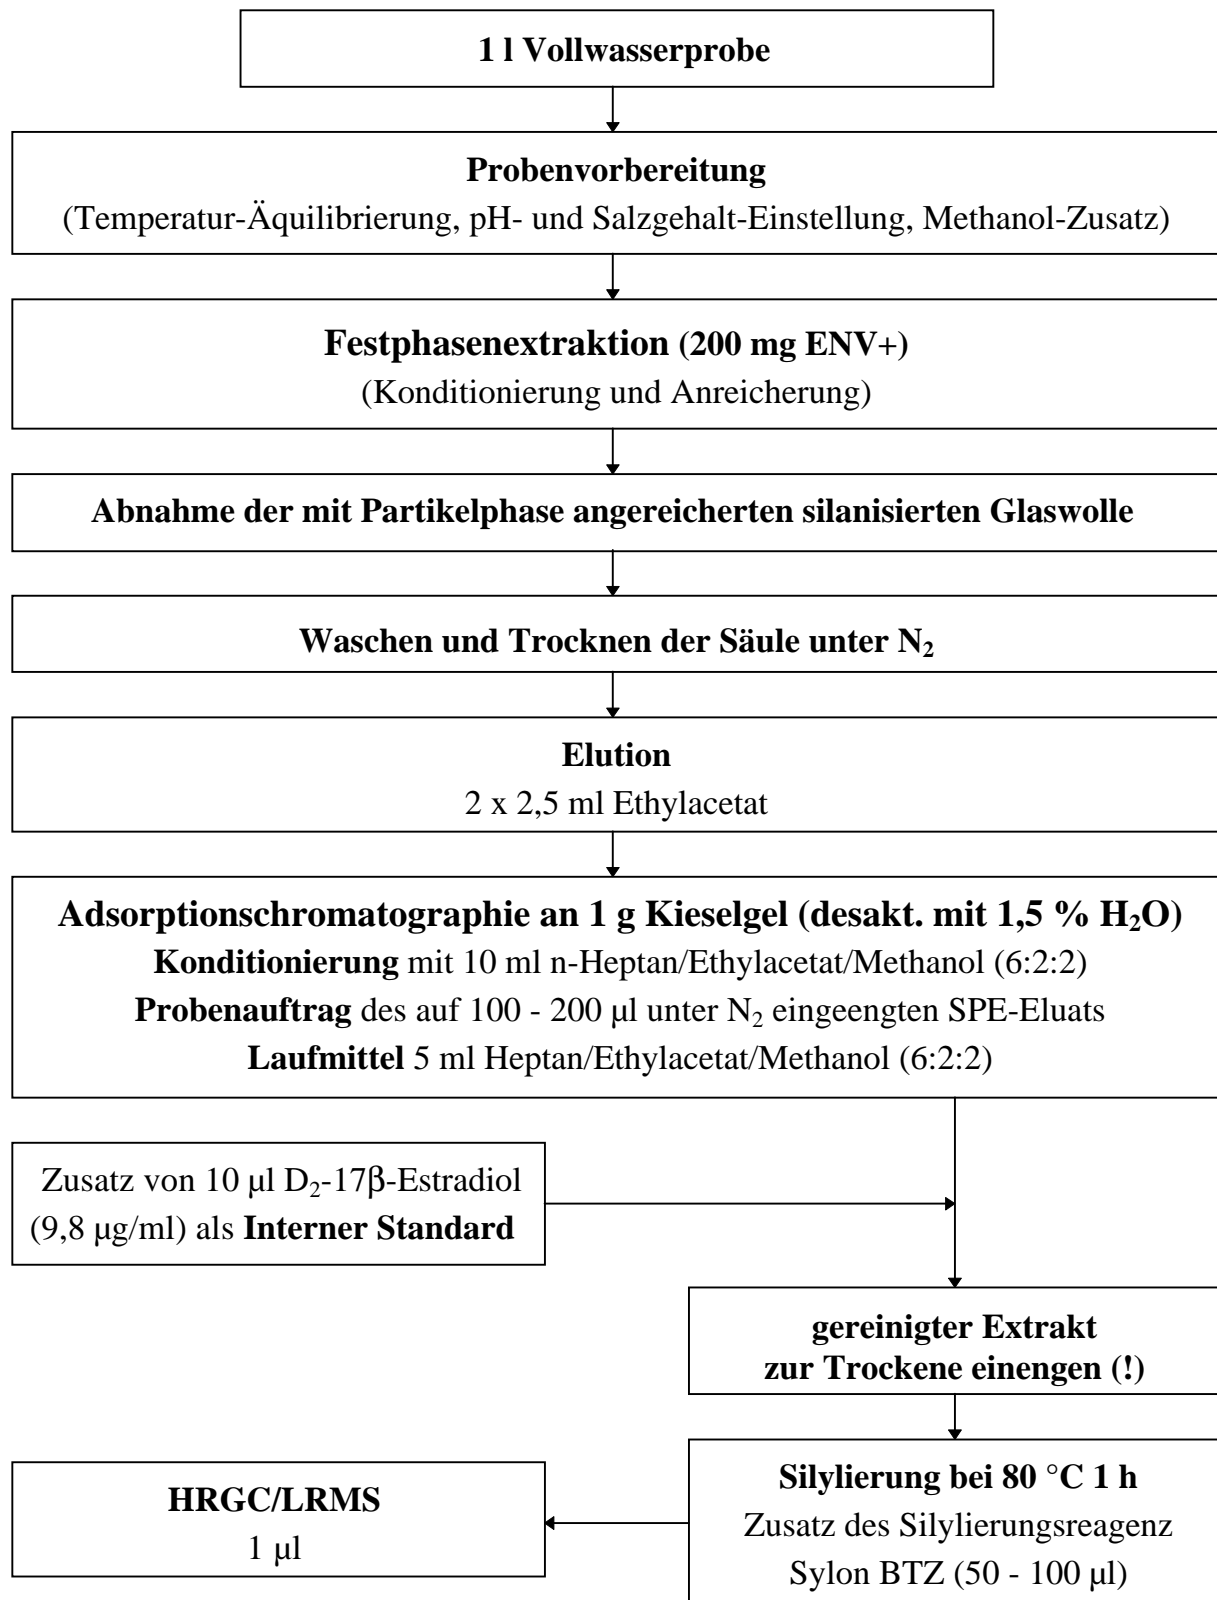 1 l Vollwasserprobe
Probenvorbereitung
(Temperatur-Äquilibrierung, pH- und Salzgehalt-Einstellung, Methanol-Zusatz)
Festphasenextraktion (200 mg ENV+)
(Konditionierung und Anreicherung)
Abnahme der mit Partikelphase angereicherten silanisierten Glaswolle
Waschen und Trocknen der Säule unter N₂
Elution
2 x 2,5 ml Ethylacetat
Adsorptionschromatographie an 1 g Kieselgel (desakt. mit 1,5 % H₂O)
Konditionierung mit 10 ml n-Heptan/Ethylacetat/Methanol (6:2:2)
Probenauftrag des auf 100 - 200 µl unter N₂ eingeengten SPE-Eluats
Laufmittel 5 ml Heptan/Ethylacetat/Methanol (6:2:2)
Zusatz von 10 µl D₂-17β-Estradiol
(9,8 µg/ml) als Interner Standard
gereinigter Extrakt
zur Trockene einengen (!)
Silylierung bei 80 °C 1 h
Zusatz des Silylierungsreagenz
Sylon BTZ (50 - 100 µl)
HRGC/LRMS
1 µl